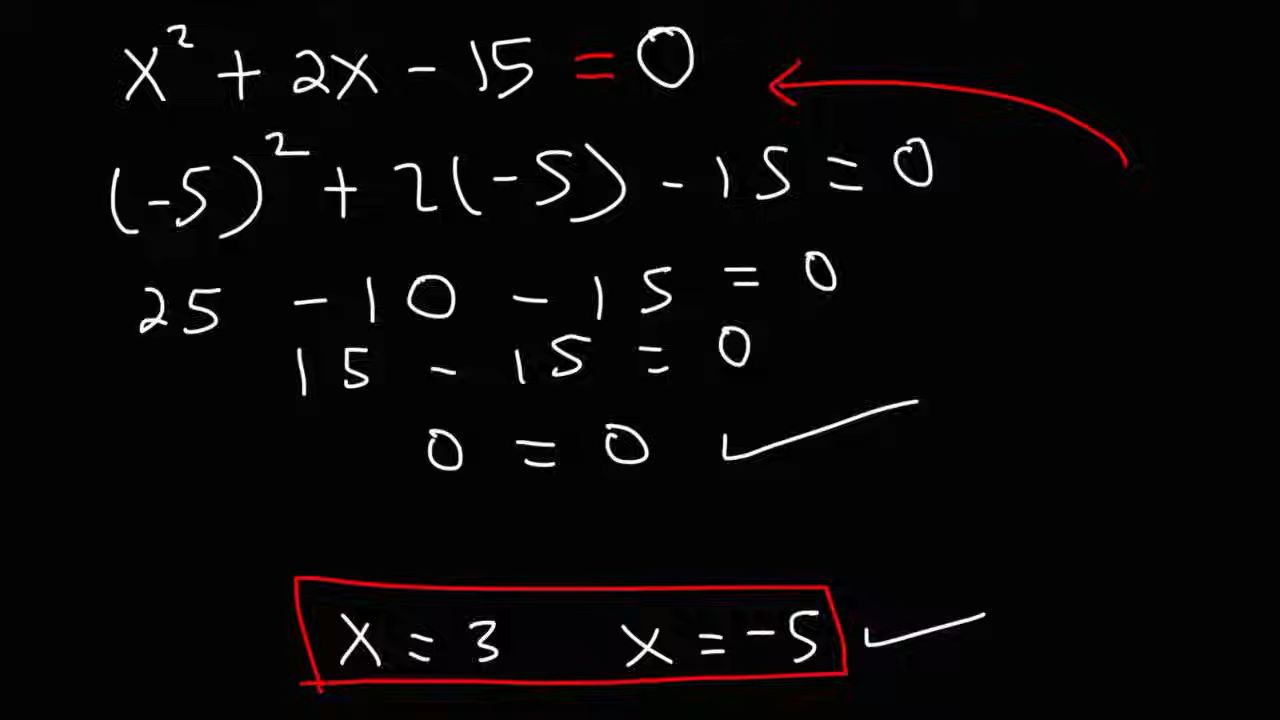 x² + 2x - 15 = 0
(-5)² + 2(-5) - 15 = 0
25 - 10 - 15 = 0
15 - 15 = 0
0 = 0 ✓
x = 3 x = -5 ✓